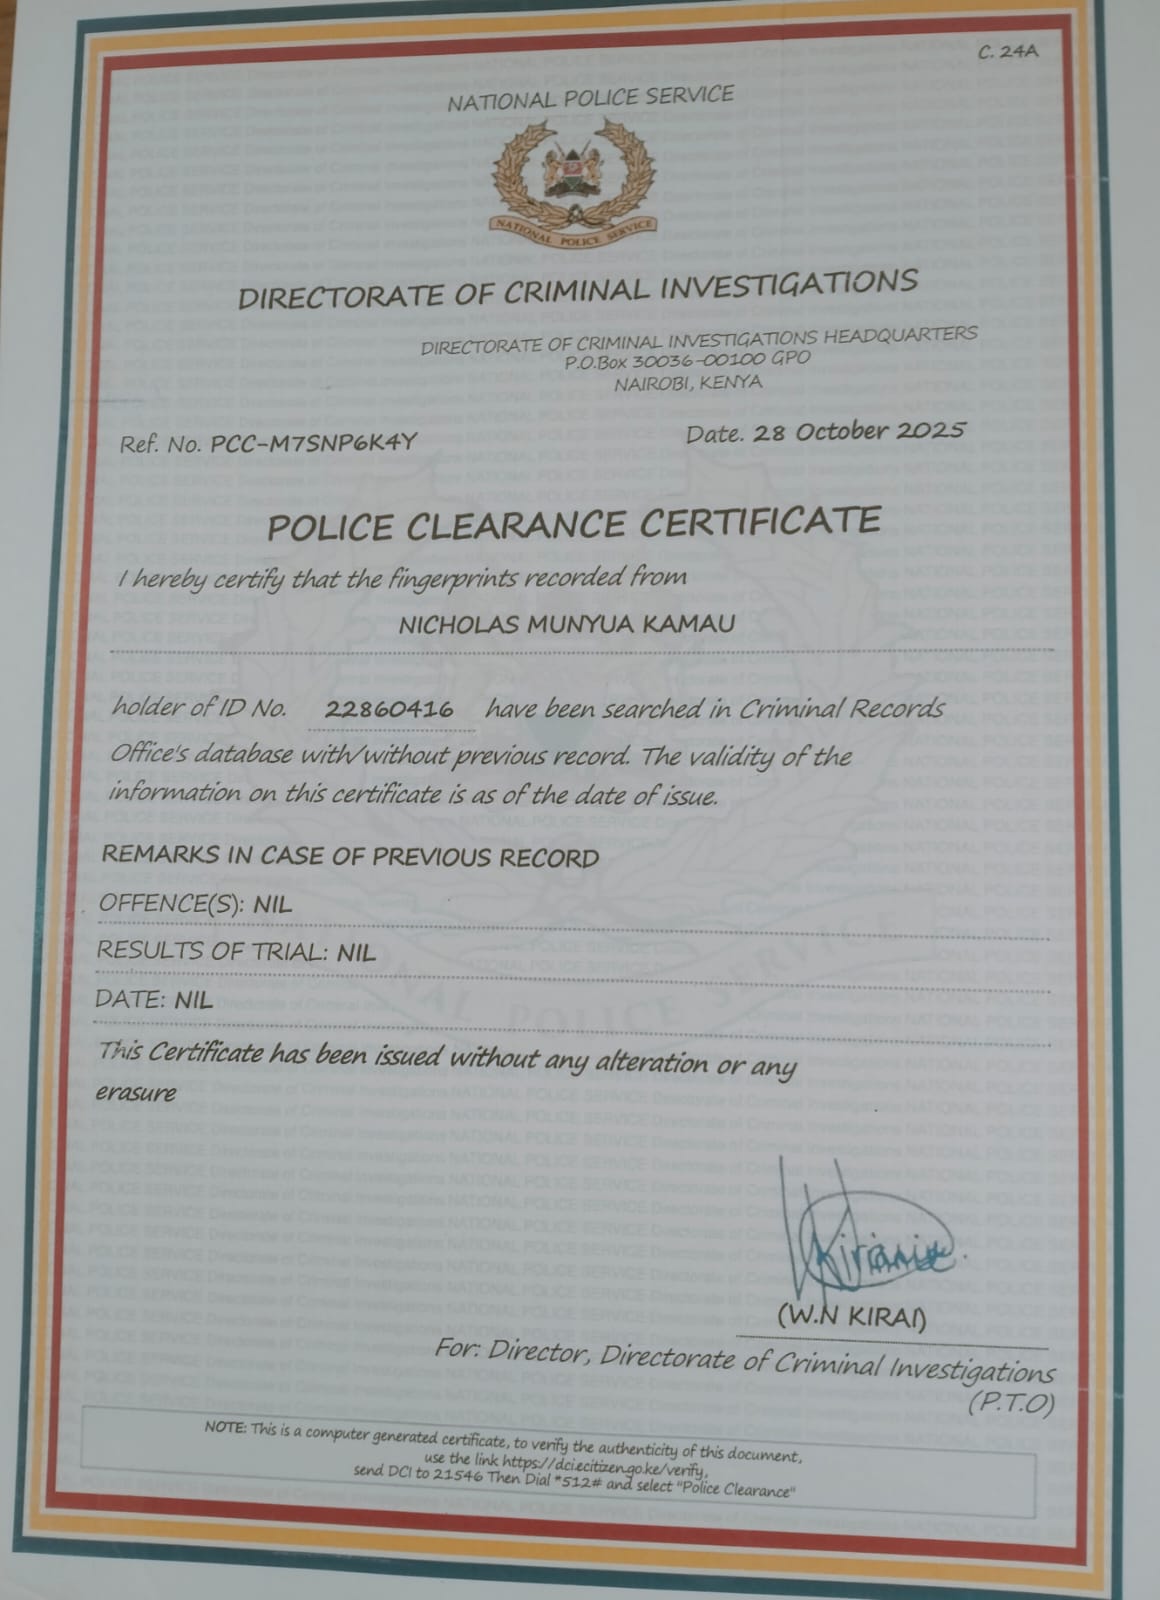 C. 24A
NATIONAL POLICE SERVICE
NATIONAL POLICE SERVICE
DIRECTORATE OF CRIMINAL INVESTIGATIONS
DIRECTORATE OF CRIMINAL INVESTIGATIONS HEADQUARTERS
P.O.Box 30036-00100 GPO
NAIROBI, KENYA
Ref. No. PCC-M7SNP6K4Y Date. 28 October 2025
POLICE CLEARANCE CERTIFICATE
I hereby certify that the fingerprints recorded from
NICHOLAS MUNYUA KAMAU
holder of ID No. 22860416 have been searched in Criminal Records
Office's database with/without previous record. The validity of the
information on this certificate is as of the date of issue.
REMARKS IN CASE OF PREVIOUS RECORD
OFFENCE(S): NIL
RESULTS OF TRIAL: NIL
DATE: NIL
This Certificate has been issued without any alteration or any
erasure
(W.N KIRAI)
For: Director, Directorate of Criminal Investigations
(P.T.O)
NOTE: This is a computer generated certificate, to verify the authenticity of this document,
use the link https://dci.ecitizen.go.ke/verify,
send DCI to 21546 Then Dial *512# and select "Police Clearance"